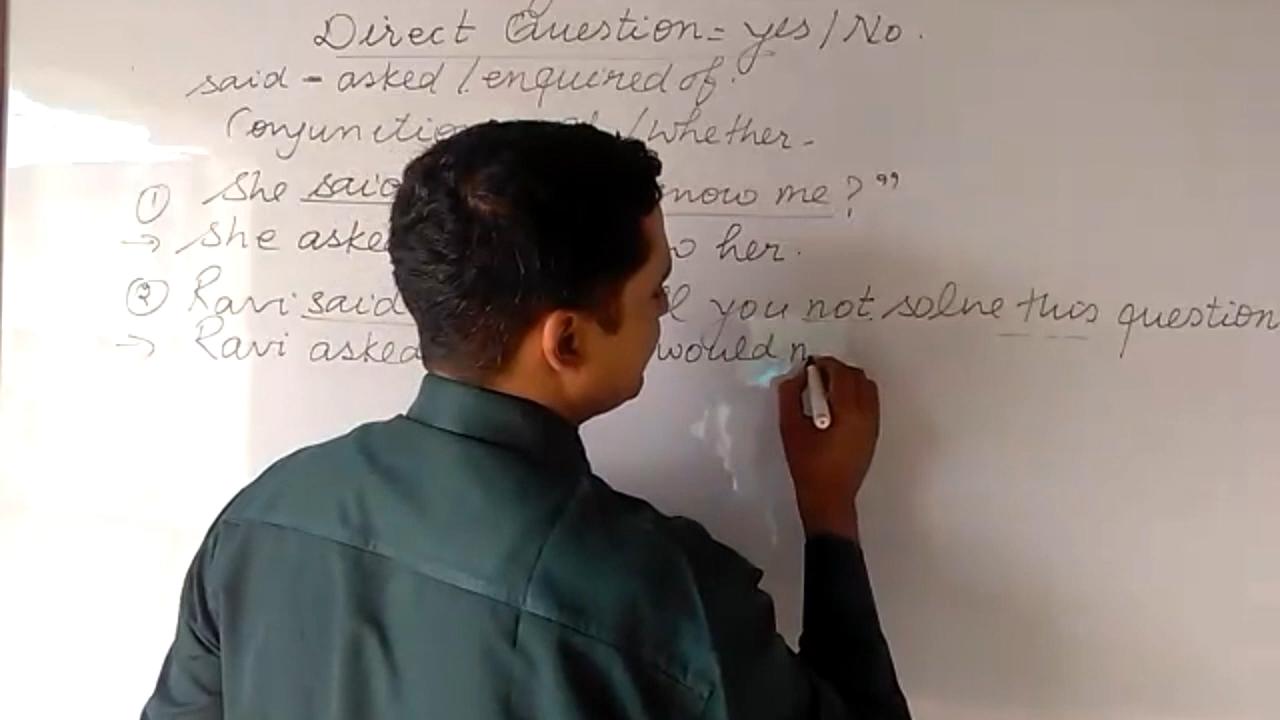 Direct Question = yes / No.
said - asked / enquired of.
/ Whether -
① She said know me ? ”
→ She asked her.
② Ravi said you not solve this question
→ Ravi asked would n